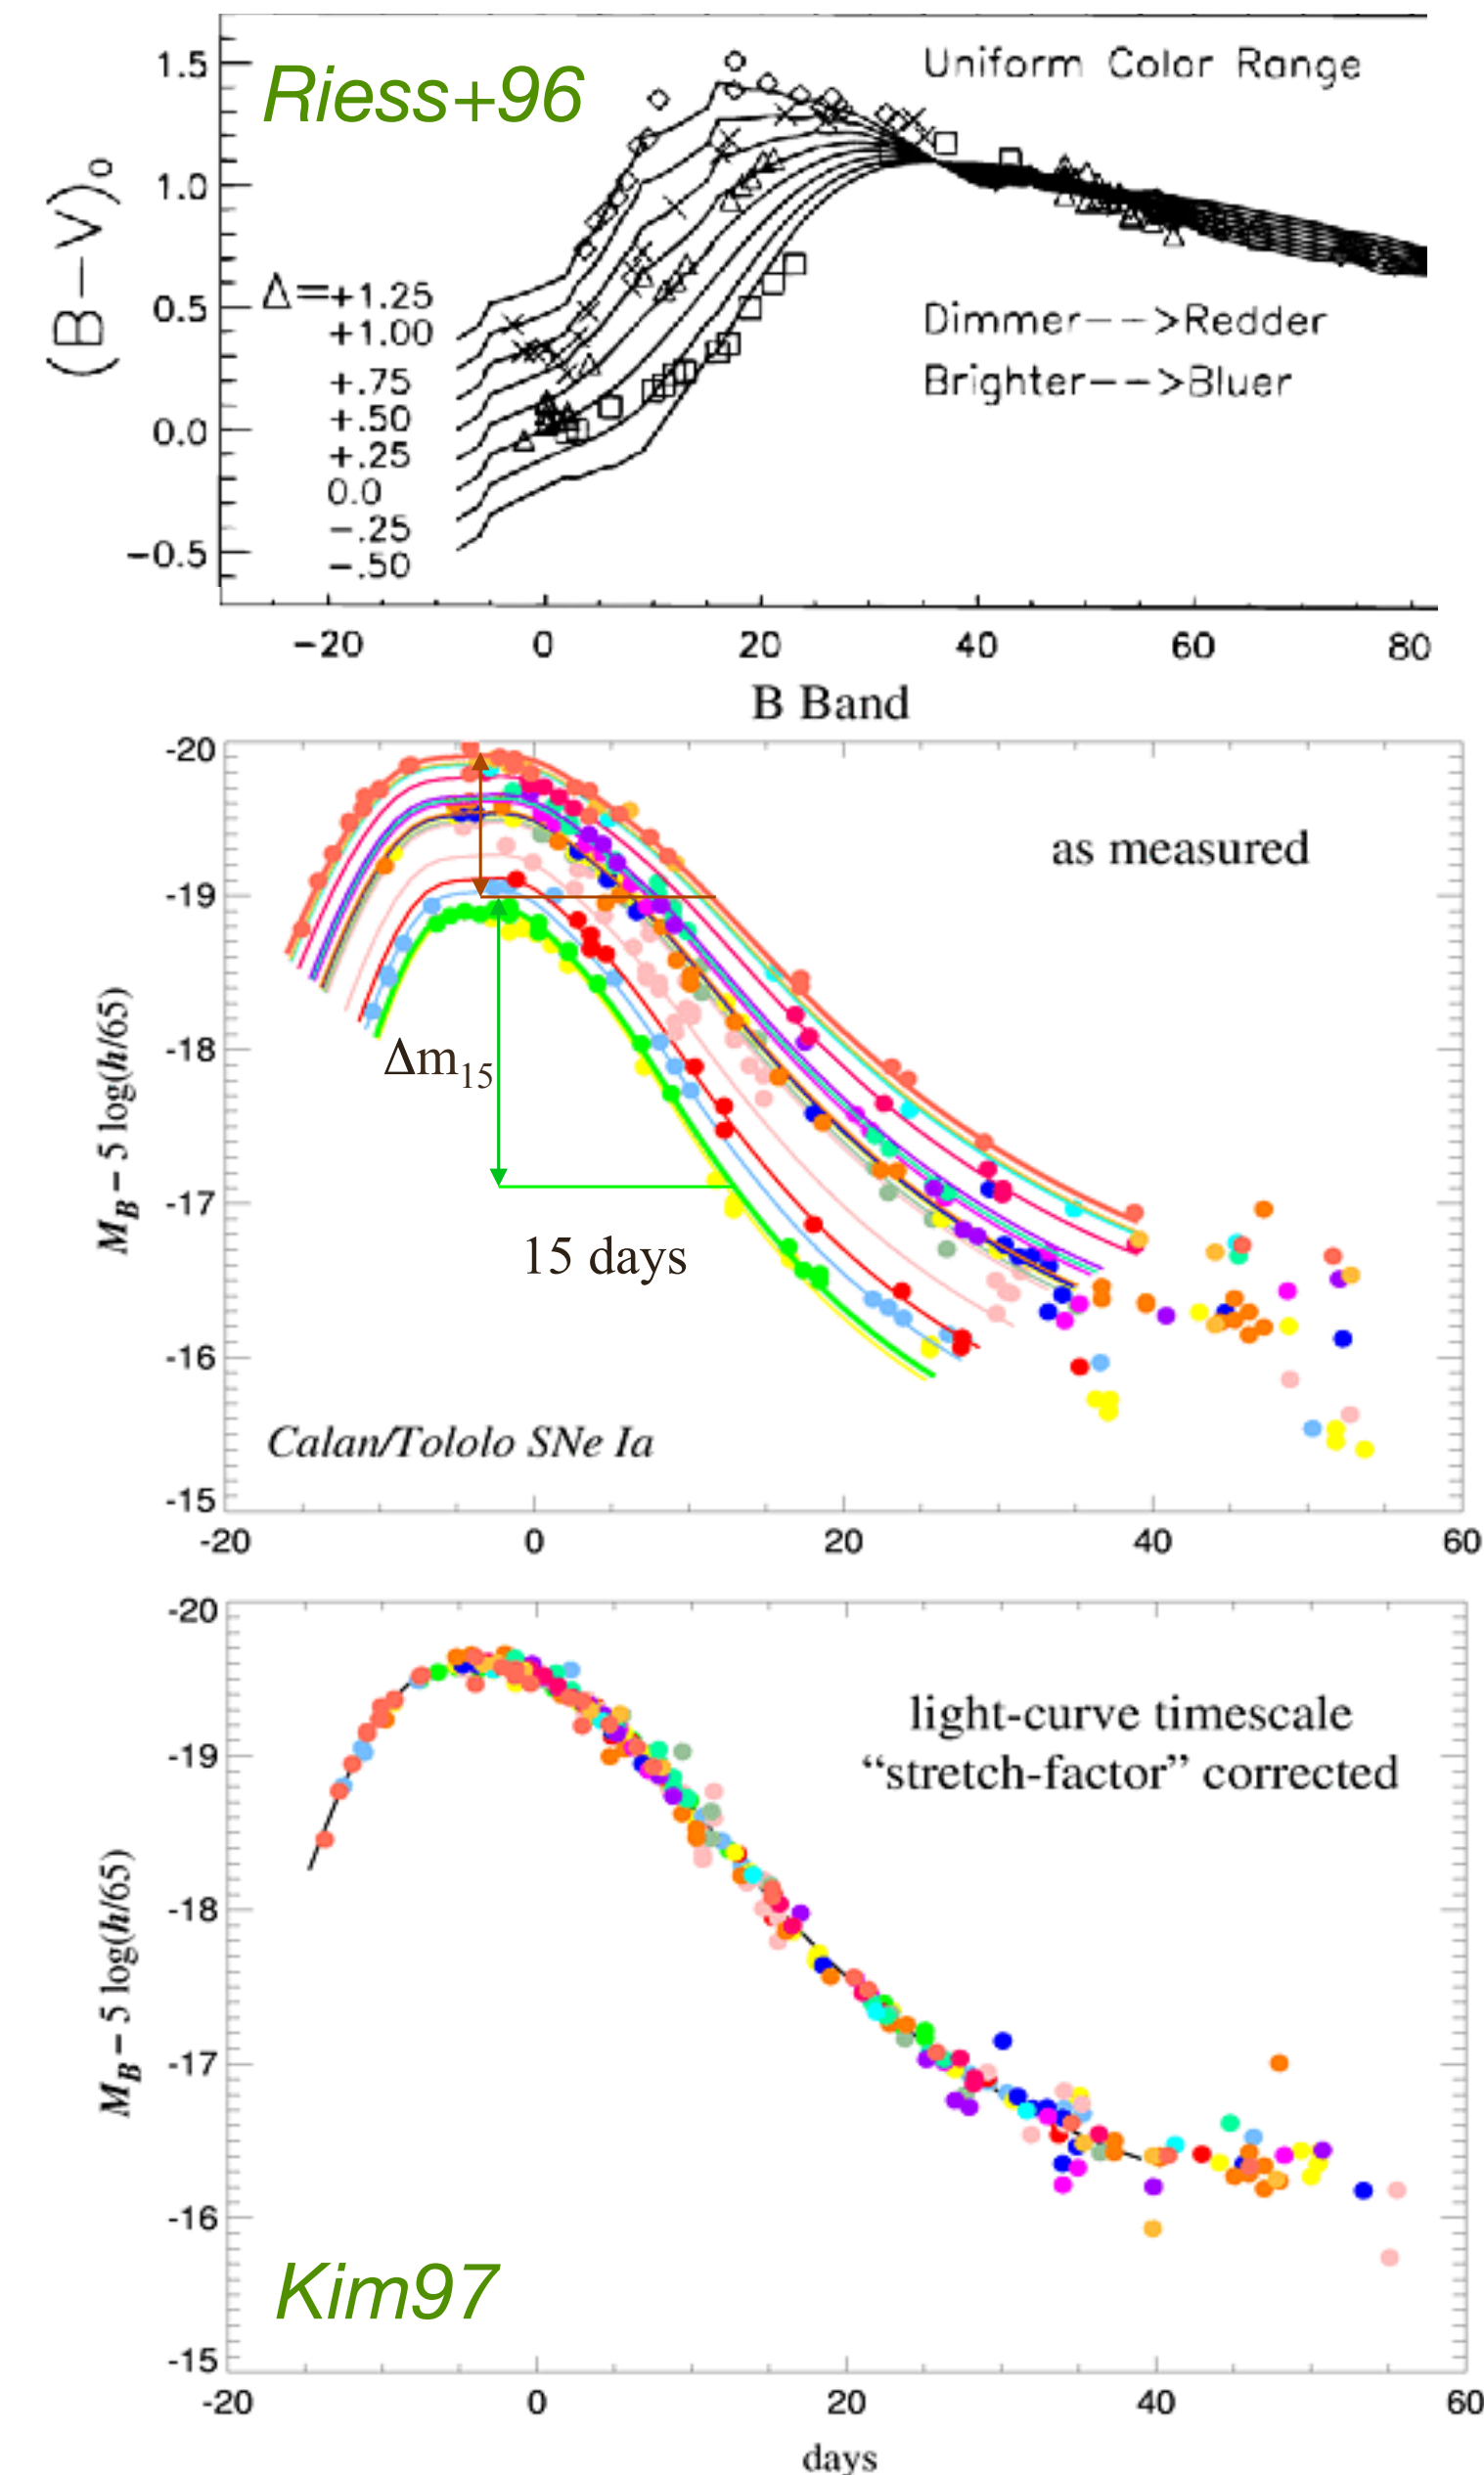 Riess+96
Uniform Color Range
(B−V)₀
1.5
1.0
0.5
0.0
−0.5
Δ=+1.25
+1.00
+.75
+.50
+.25
0.0
−.25
−.50
Dimmer-->Redder
Brighter-->Bluer
−20 0 20 40 60 80
B Band
M_B − 5 log(h/65)
-20
-19
-18
-17
-16
-15
as measured
Δm₁₅
15 days
Calan/Tololo SNe Ia
-20 0 20 40 60
M_B − 5 log(h/65)
-20
-19
-18
-17
-16
-15
light-curve timescale
“stretch-factor” corrected
Kim97
-20 0 20 40 60
days